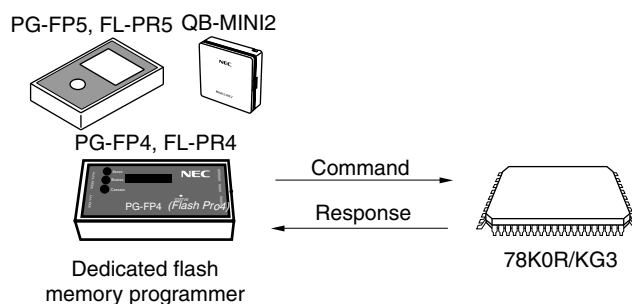 PG-FP5, FL-PR5
QB-MINI2
NEC
PG-FP4, FL-PR4
NEC
PG-FP4 (Flash Pro4)
Command
Response
78K0R/KG3
Dedicated flash
memory programmer